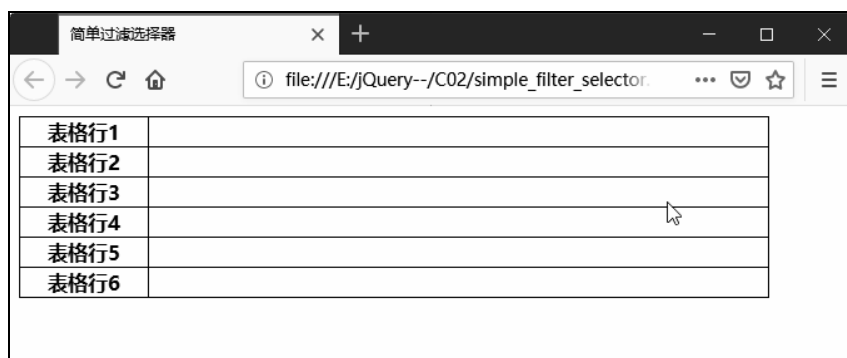 简单过滤选择器
file:///E:/jQuery--/C02/simple_filter_selector.
表格行1
表格行2
表格行3
表格行4
表格行5
表格行6